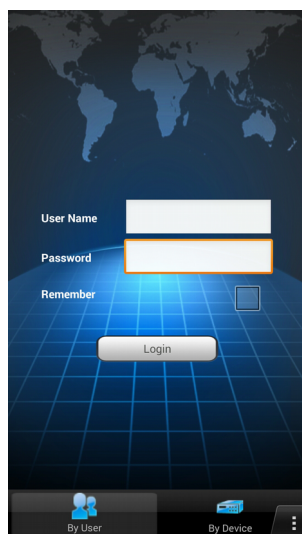 User Name
Password
Remember
Login
By User
By Device